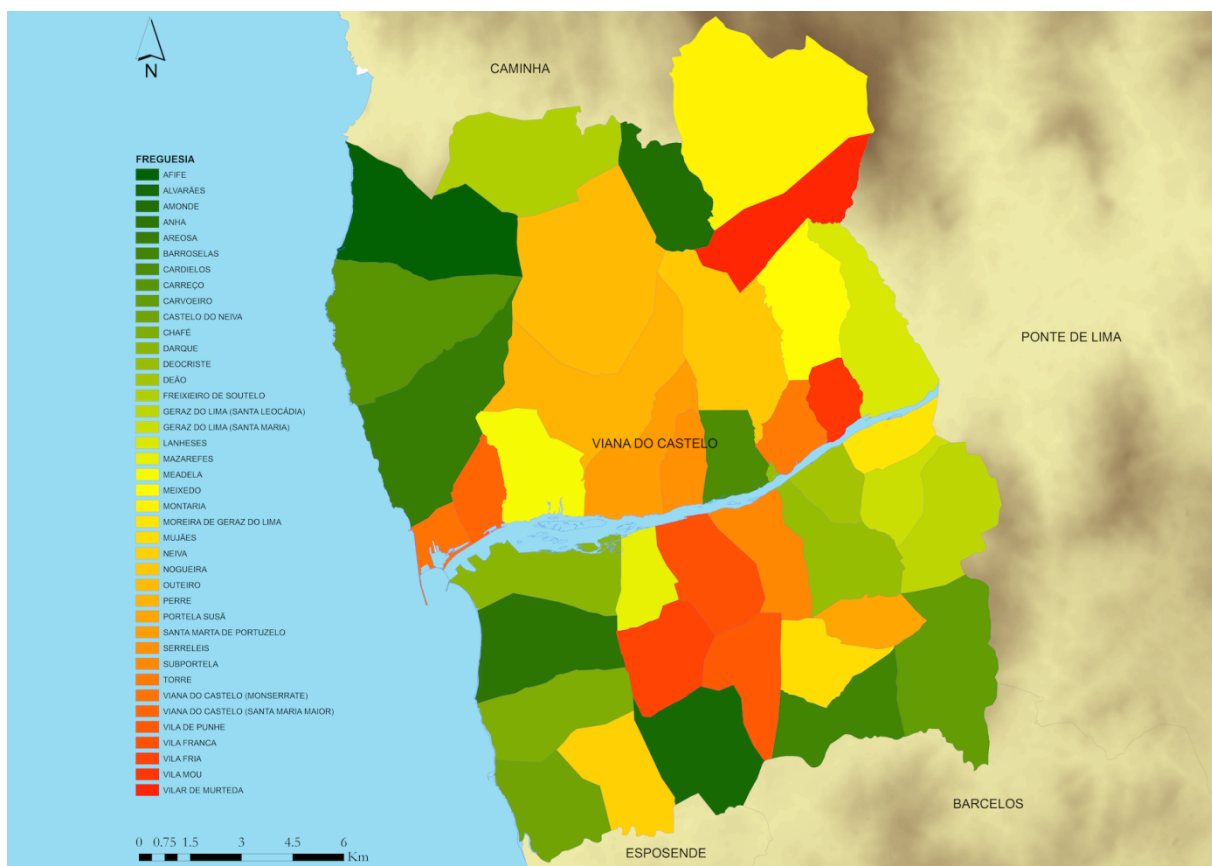 N
CAMINHA
FREGUESIA
AFIFE
ALVARÃES
AMONDE
ANHA
AREOSA
BARROSELAS
CARDIELOS
CARREÇO
CARVOEIRO
CASTELO DO NEIVA
CHAFÉ
DARQUE
DEOCRISTE
DEÃO
FREIXIEIRO DE SOUTELO
GERAZ DO LIMA (SANTA LEOCÁDIA)
GERAZ DO LIMA (SANTA MARIA)
LANHESES
MAZAREFES
MEADELA
MEIXEDO
MONTARIA
MOREIRA DE GERAZ DO LIMA
MUJÃES
NEIVA
NOGUEIRA
OUTEIRO
PERRE
PORTELA SUSÃ
SANTA MARTA DE PORTUZELO
SERRELEIS
SUBPORTELA
TORRE
VIANA DO CASTELO (MONSERRATE)
VIANA DO CASTELO (SANTA MARIA MAIOR)
VILA DE PUNHE
VILA FRANCA
VILA FRIA
VILA MOU
VILAR DE MURTEDA
PONTE DE LIMA
VIANA DO CASTELO
BARCELOS
ESPOSENDE
0 0.75 1.5 3 4.5 6
Km